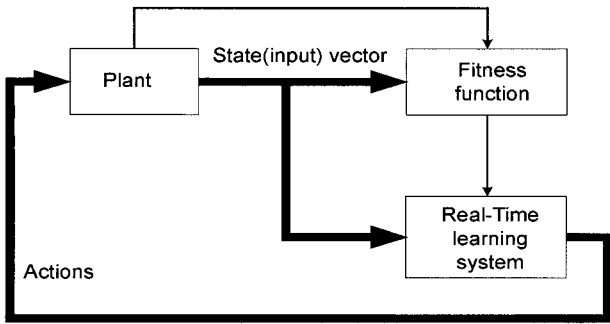 State(input) vector
Plant
Fitness
function
Real-Time
learning
system
Actions